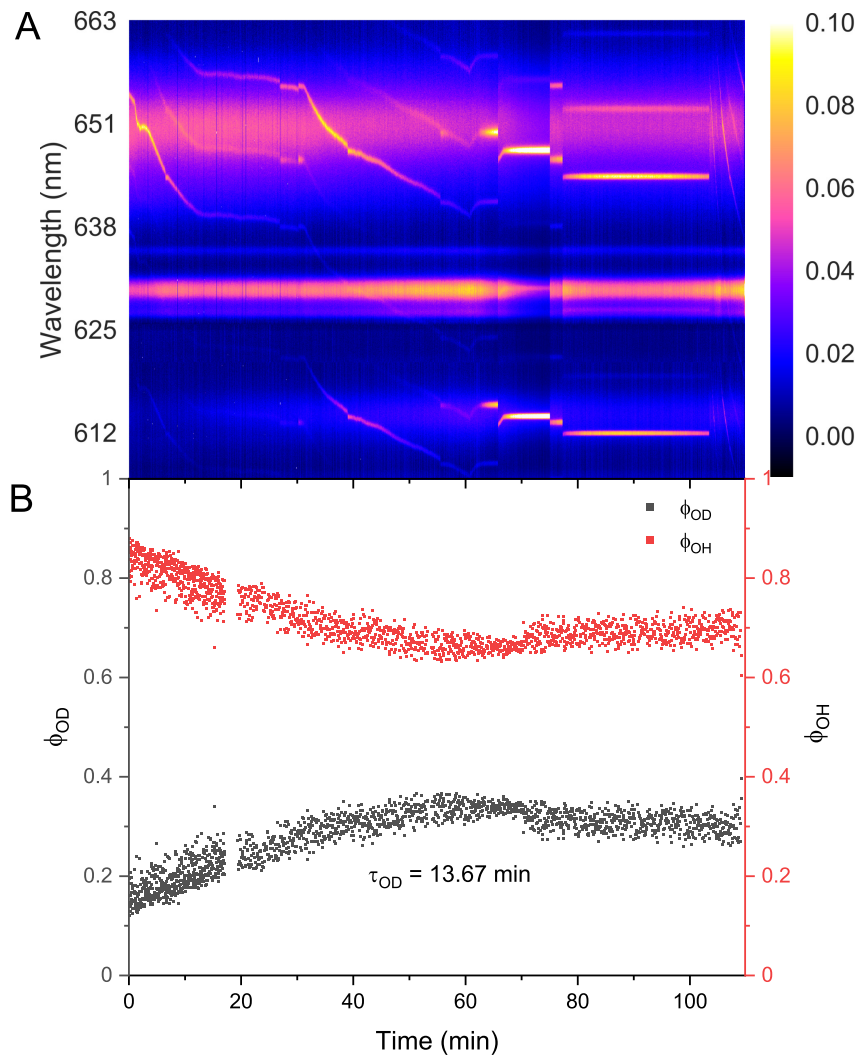 A
663
651
638
625
612
Wavelength (nm)
0.10
0.08
0.06
0.04
0.02
0.00
B
1
0.8
0.6
0.4
0.2
0
ϕOD
ϕOD
ϕOH
τOD = 13.67 min
1
0.8
0.6
0.4
0.2
0
ϕOH
0 20 40 60 80 100
Time (min)